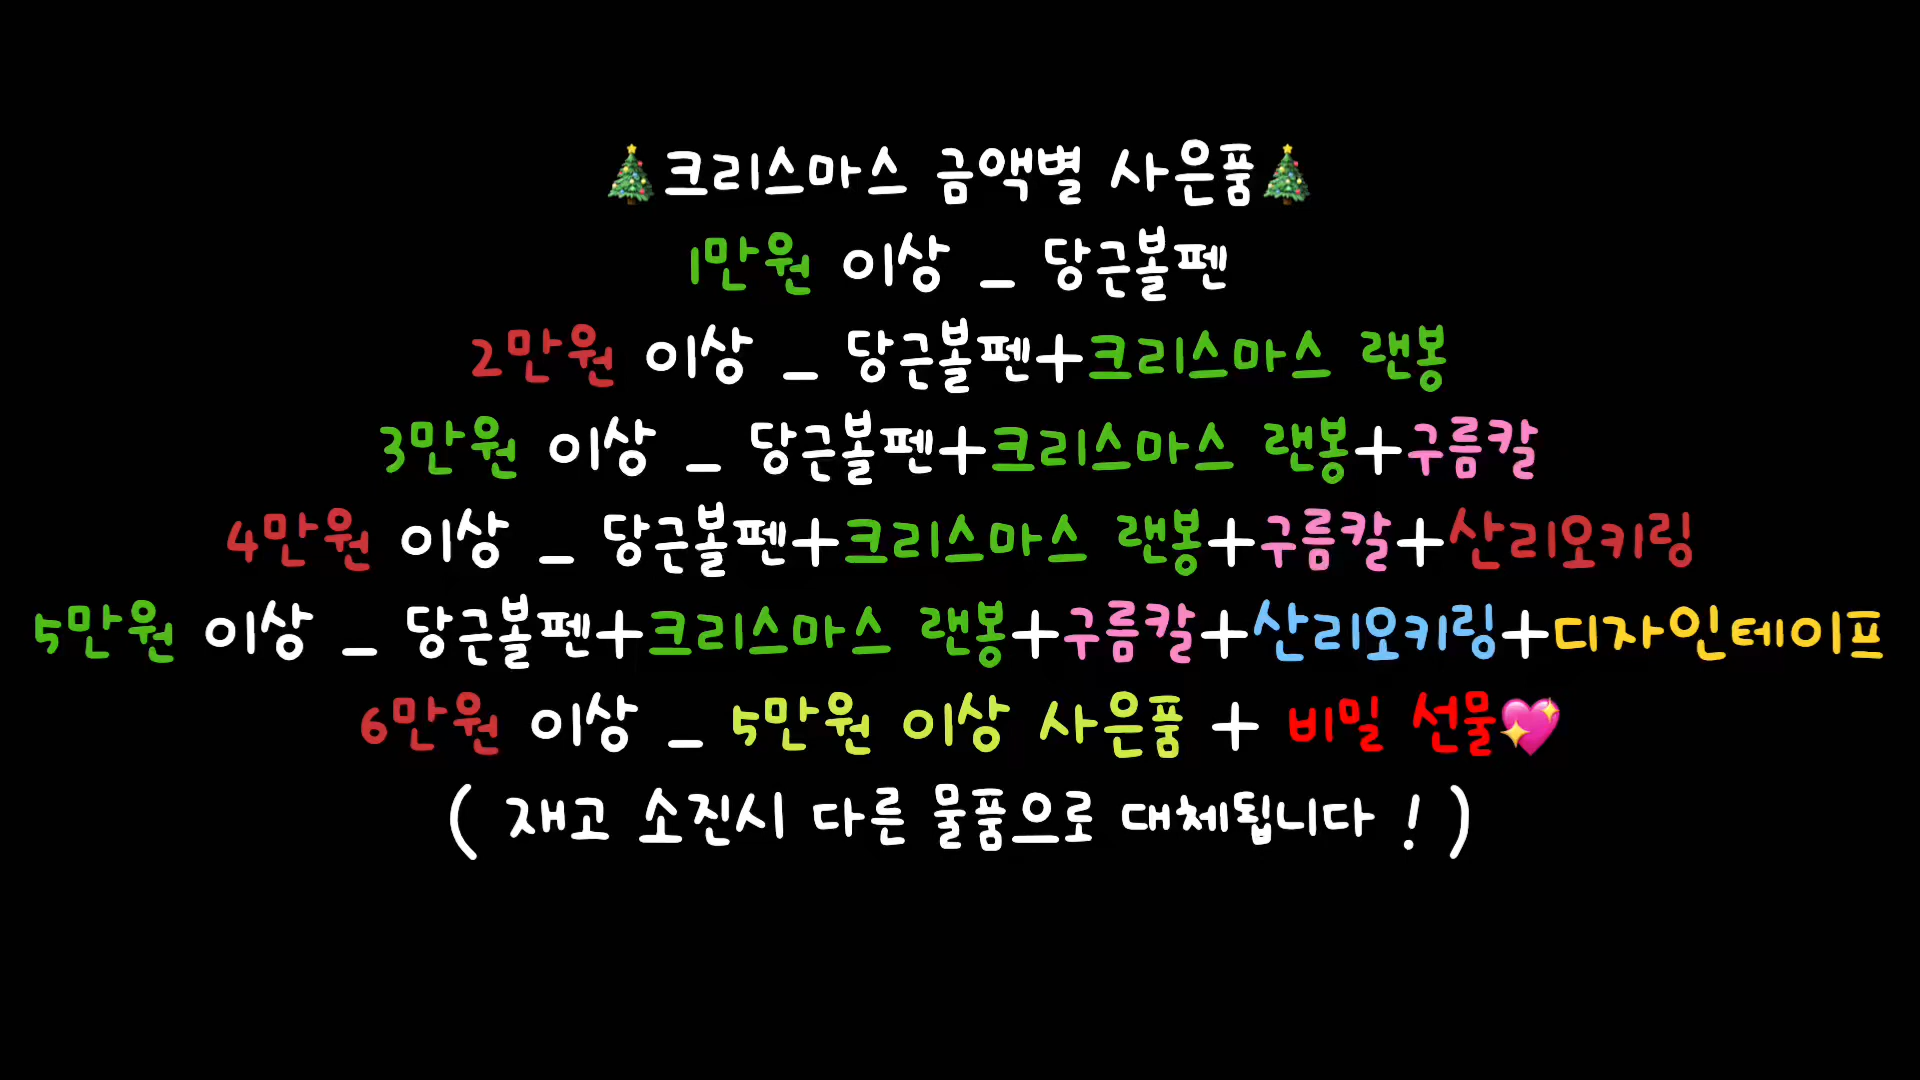 🎄크리스마스 금액별 사은품🎄
1만원 이상 _ 당근볼펜
2만원 이상 _ 당근볼펜+크리스마스 랜봉
3만원 이상 _ 당근볼펜+크리스마스 랜봉+구름칼
4만원 이상 _ 당근볼펜+크리스마스 랜봉+구름칼+산리오키링
5만원 이상 _ 당근볼펜+크리스마스 랜봉+구름칼+산리오키링+디자인테이프
6만원 이상 _ 5만원 이상 사은품 + 비밀 선물💖
( 재고 소진시 다른 물품으로 대체됩니다 ! )